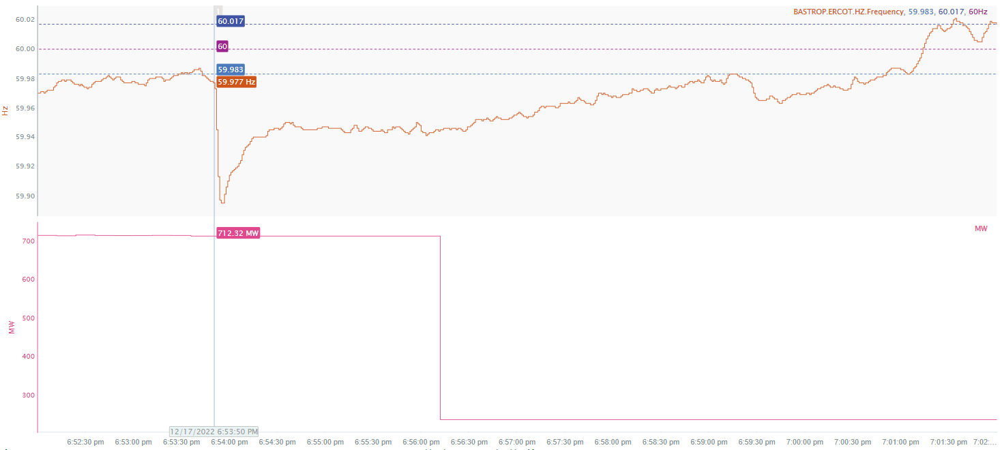 1
60.017
BASTROP.ERCOT.HZ.Frequency, 59.983, 60.017, 60Hz
60.02
60
60.00
59.983
59.98
59.977 Hz
Hz
59.96
59.94
59.92
59.90
712.32 MW
MW
700
600
500
MW
400
300
12/17/2022 6:53:50 PM
6:52:30 pm 6:53:00 pm 6:53:30 pm 6:54:00 pm 6:54:30 pm 6:55:00 pm 6:55:30 pm 6:56:00 pm 6:56:30 pm 6:57:00 pm 6:57:30 pm 6:58:00 pm 6:58:30 pm 6:59:00 pm 6:59:30 pm 7:00:00 pm 7:00:30 pm 7:01:00 pm 7:01:30 pm 7:02:...